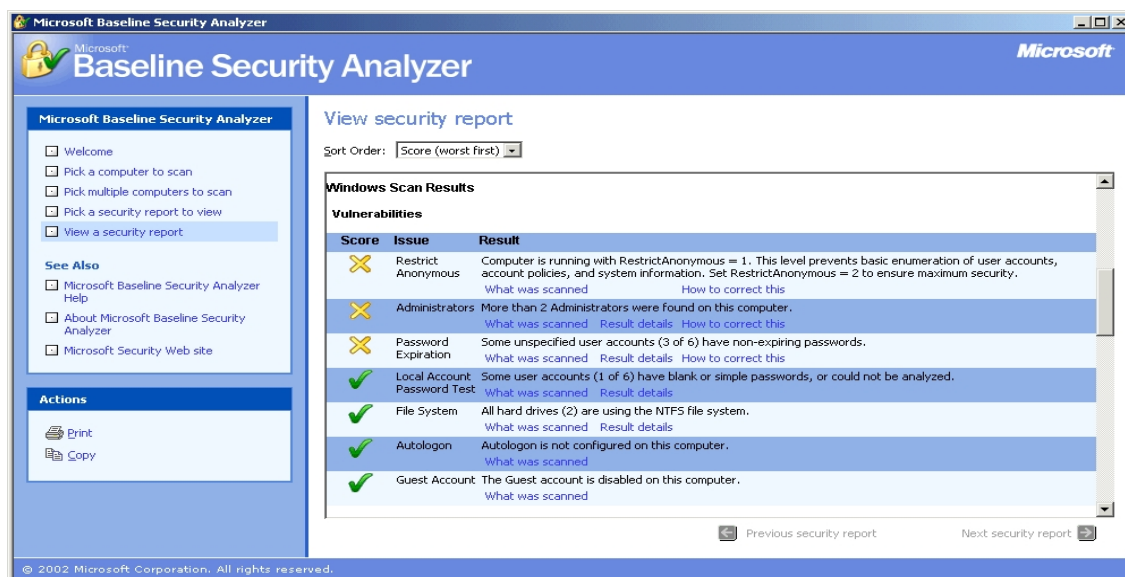 Microsoft Baseline Security Analyzer
Microsoft
Baseline Security Analyzer
Microsoft
Microsoft Baseline Security Analyzer
Welcome
Pick a computer to scan
Pick multiple computers to scan
Pick a security report to view
View a security report
See Also
Microsoft Baseline Security Analyzer
Help
About Microsoft Baseline Security
Analyzer
Microsoft Security Web site
Actions
Print
Copy
View security report
Sort Order: Score (worst first)
Windows Scan Results
Vulnerabilities
Score Issue Result
Restrict Anonymous
Computer is running with RestrictAnonymous = 1. This level prevents basic enumeration of user accounts,
account policies, and system information. Set RestrictAnonymous = 2 to ensure maximum security.
What was scanned How to correct this
Administrators More than 2 Administrators were found on this computer.
What was scanned Result details How to correct this
Password Expiration
Some unspecified user accounts (3 of 6) have non-expiring passwords.
What was scanned Result details How to correct this
Local Account Password Test
Some user accounts (1 of 6) have blank or simple passwords, or could not be analyzed.
What was scanned Result details
File System All hard drives (2) are using the NTFS file system.
What was scanned Result details
Autologon Autologon is not configured on this computer.
What was scanned
Guest Account The Guest account is disabled on this computer.
What was scanned
Previous security report Next security report
© 2002 Microsoft Corporation. All rights reserved.